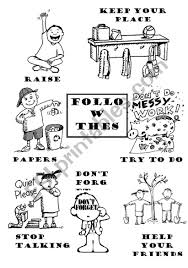 KEEP YOUR
PLACE
RAISE
FOLLO
W
THES
DON'T DO
MESSY
WORK!
PAPERS
TRY TO DO
Quiet
Please
DON'T
FORG
DON'T
FORGET
STOP
TALKING
HELP
YOUR
FRIENDS